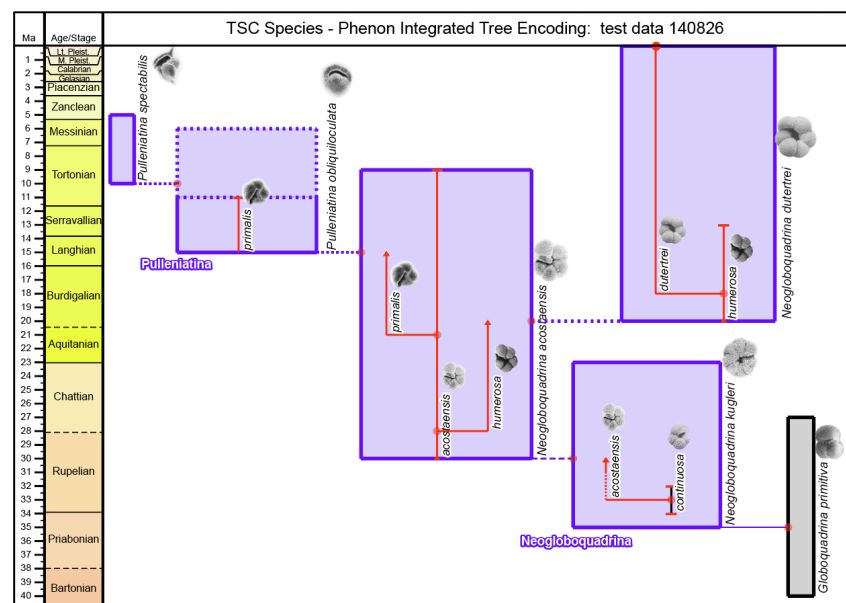 TSC Species - Phenon Integrated Tree Encoding: test data 140826
Ma
Age/Stage
1
2
3
4
5
6
7
8
9
10
11
12
13
14
15
16
17
18
19
20
21
22
23
24
25
26
27
28
29
30
31
32
33
34
35
36
37
38
39
40
Lt. Pleist.
M. Pleist.
Calabrian
Gelasian
Piacenzian
Zanclean
Messinian
Tortonian
Serravallian
Langhian
Burdigalian
Aquitanian
Chattian
Rupelian
Priabonian
Bartonian
Pulleniatina spectabilis
primalis
Pulleniatina obliquiloculata
Pulleniatina
primalis
acostaensis
humerosa
Neogloboquadrina acostaensis
dutertrei
humerosa
Neogloboquadrina dutertrei
acostaensis
continuosa
Neogloboquadrina kugleri
Neogloboquadrina
Globoquadrina primitiva